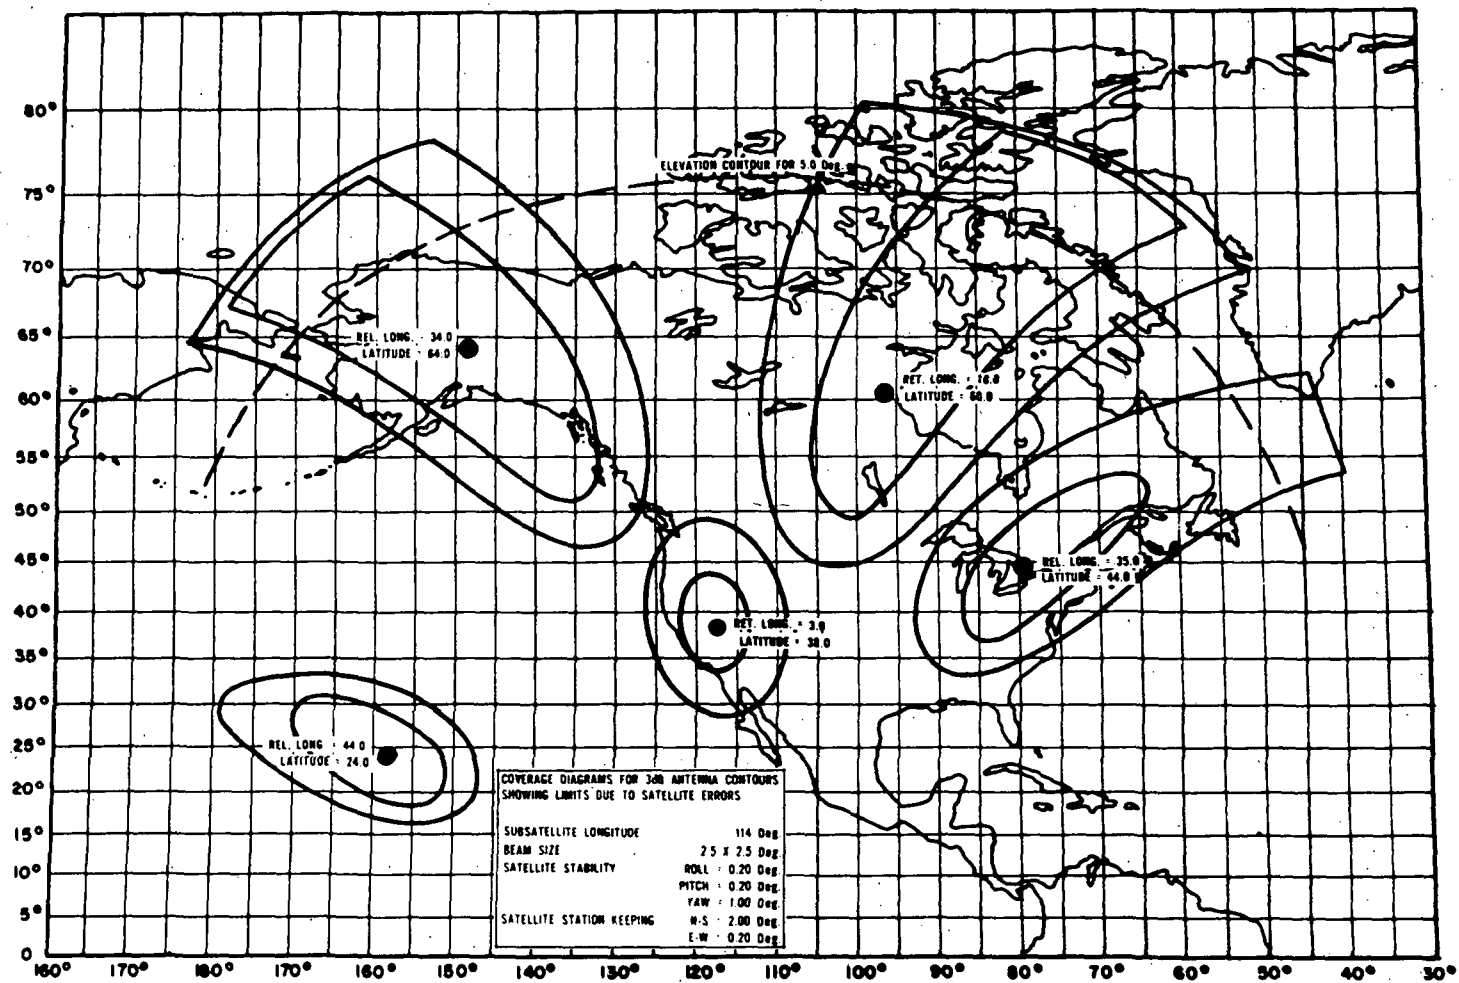 80°
ELEVATION CONTOUR FOR 5.0 Deg.
75°
70°
65°
REL. LONG. = 34.0
LATITUDE = 64.0
60°
RET. LONG. = 18.0
LATITUDE = 60.0
55°
50°
45°
REL. LONG. = 35.0
LATITUDE = 44.0
40°
RET. LONG. = 3.0
LATITUDE = 38.0
35°
30°
25°
REL. LONG = 44.0
LATITUDE = 24.0
20°
15°
10°
5°
0
COVERAGE DIAGRAMS FOR 3dB ANTENNA CONTOURS
SHOWING LIMITS DUE TO SATELLITE ERRORS
SUBSATELLITE LONGITUDE 114 Deg
BEAM SIZE 2.5 X 2.5 Deg
SATELLITE STABILITY ROLL = 0.20 Deg
PITCH = 0.20 Deg
YAW = 1.00 Deg
SATELLITE STATION KEEPING N-S = 2.00 Deg
E-W = 0.20 Deg
180° 170° 180° 170° 160° 150° 140° 130° 120° 110° 100° 90° 80° 70° 60° 50° 40° 30°